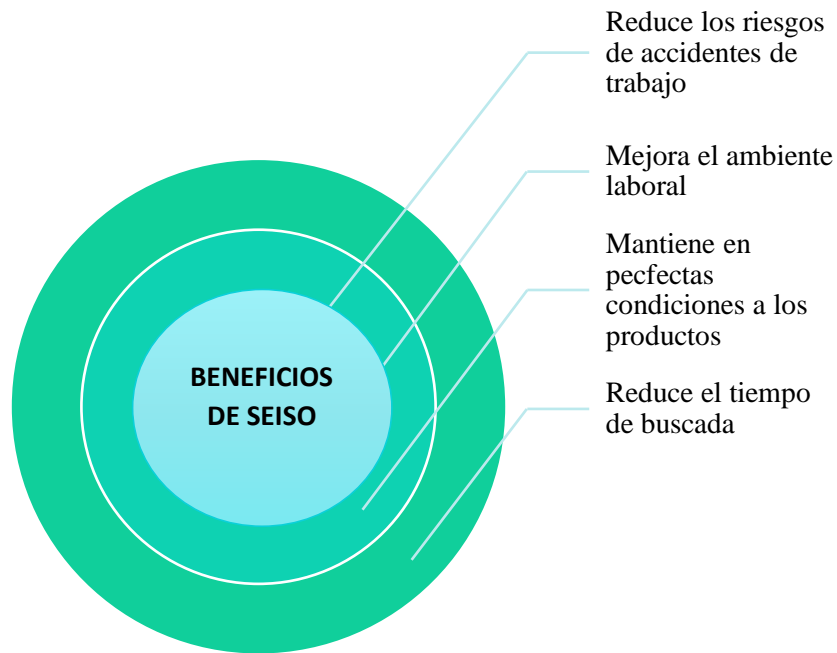 Reduce los riesgos
de accidentes de
trabajo
Mejora el ambiente
laboral
Mantiene en
pecfectas
condiciones a los
productos
Reduce el tiempo
de buscada
BENEFICIOS
DE SEISO